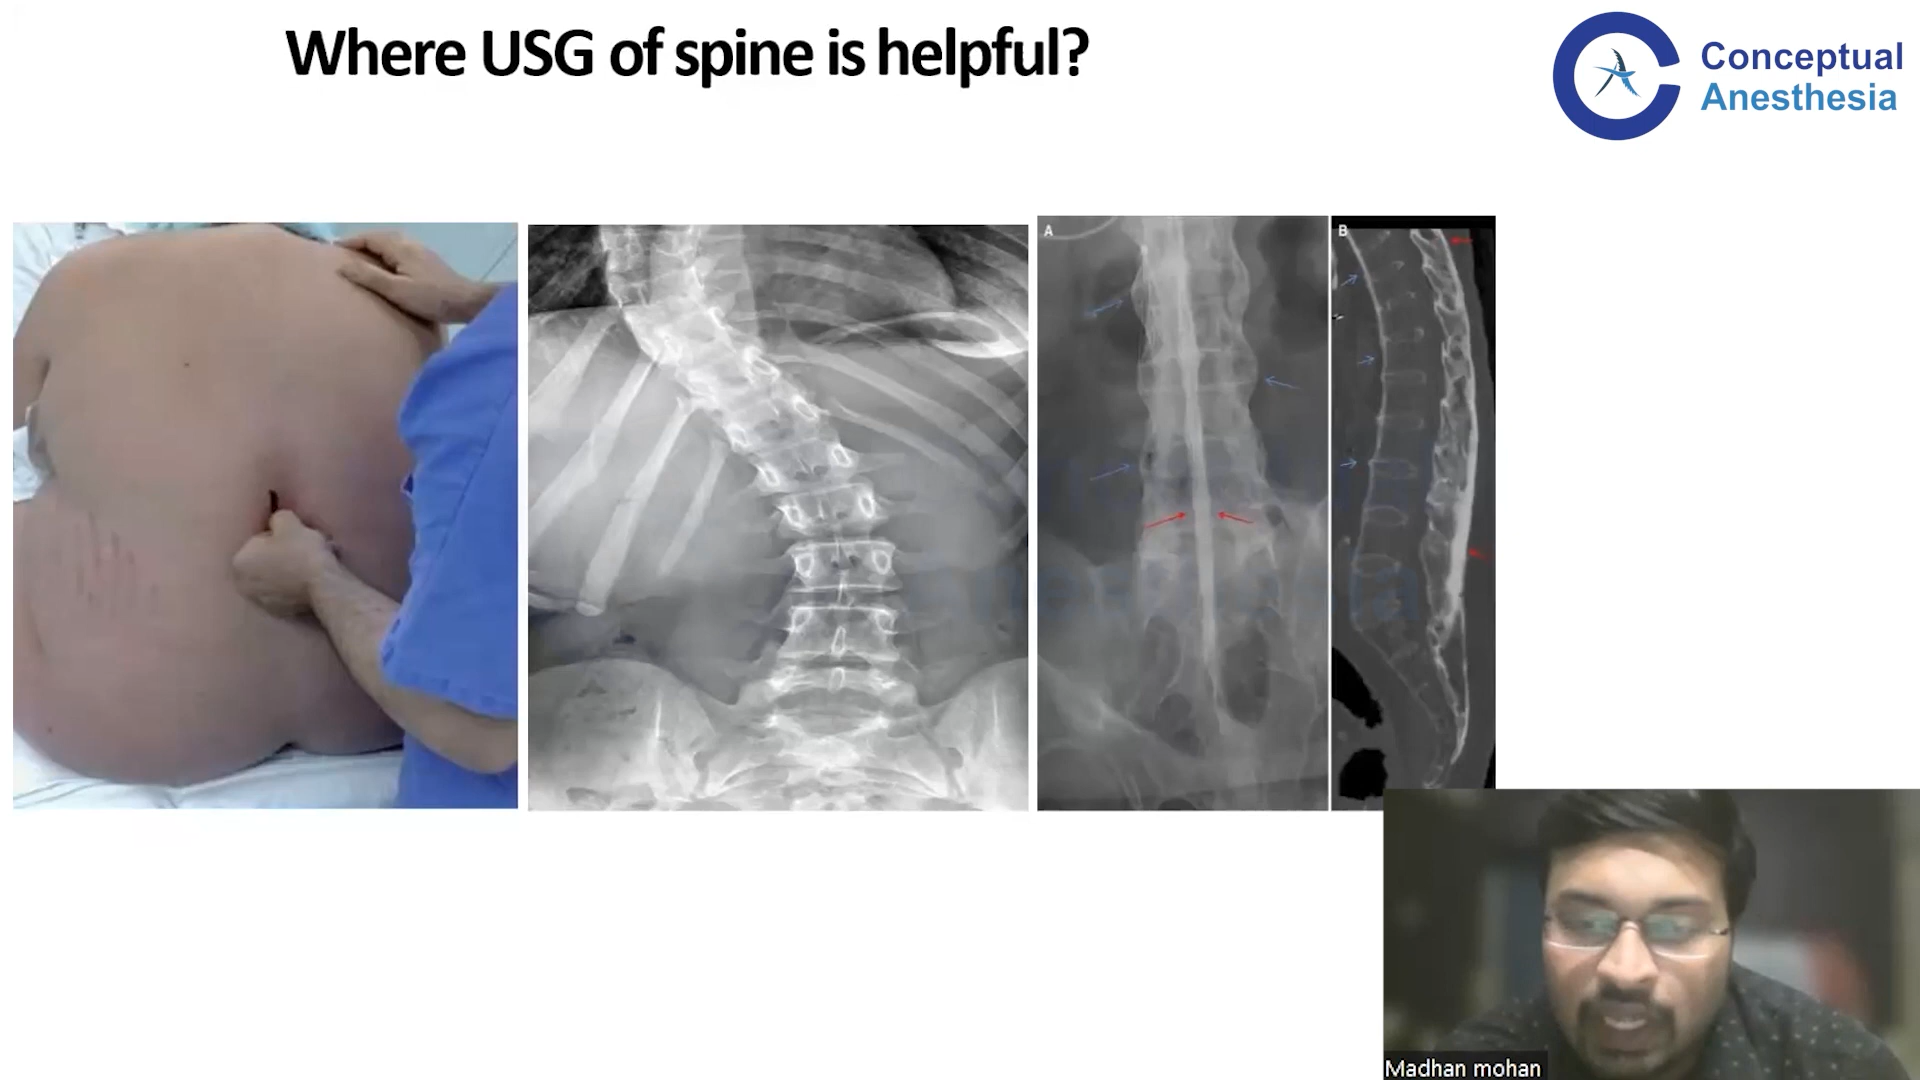 Where USG of spine is helpful?
Conceptual
Anesthesia
A
B
Madhan mohan